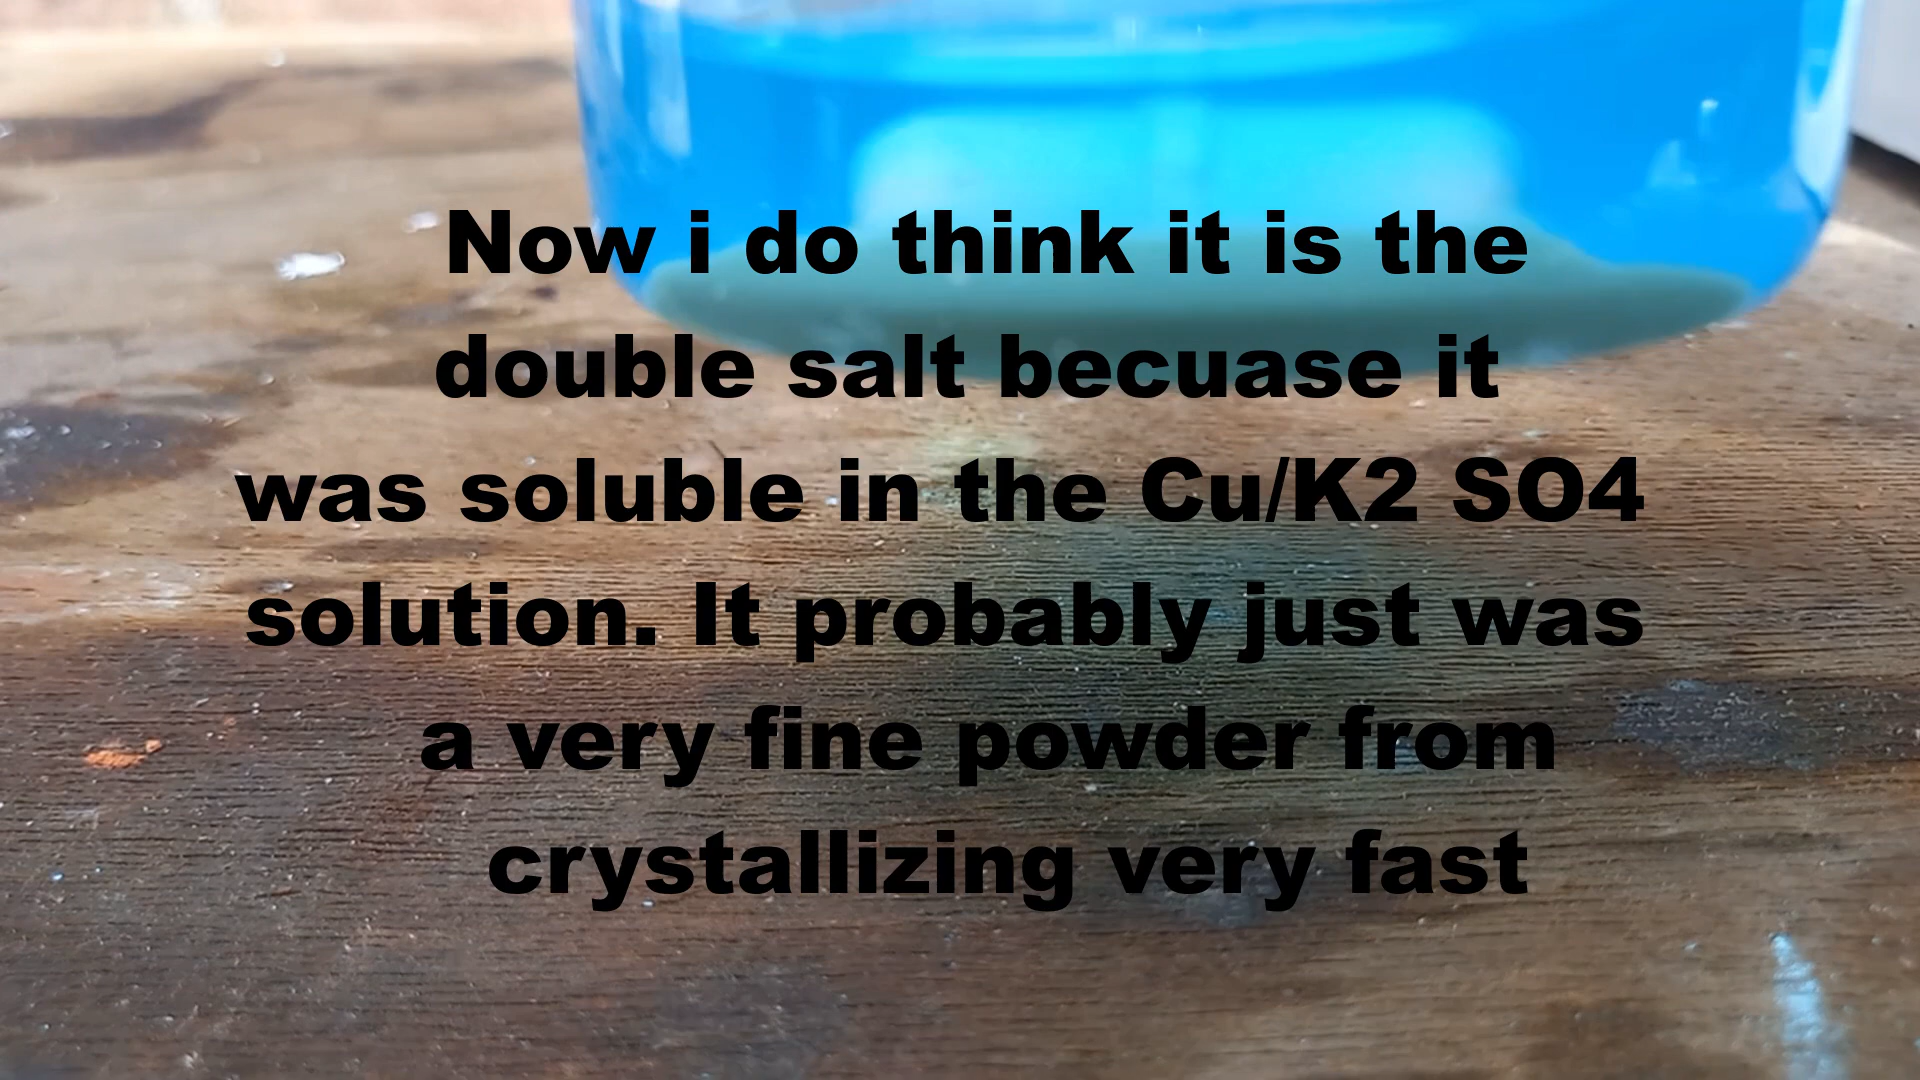 Now i do think it is the
double salt becuase it
was soluble in the Cu/K2 SO4
solution. It probably just was
a very fine powder from
crystallizing very fast